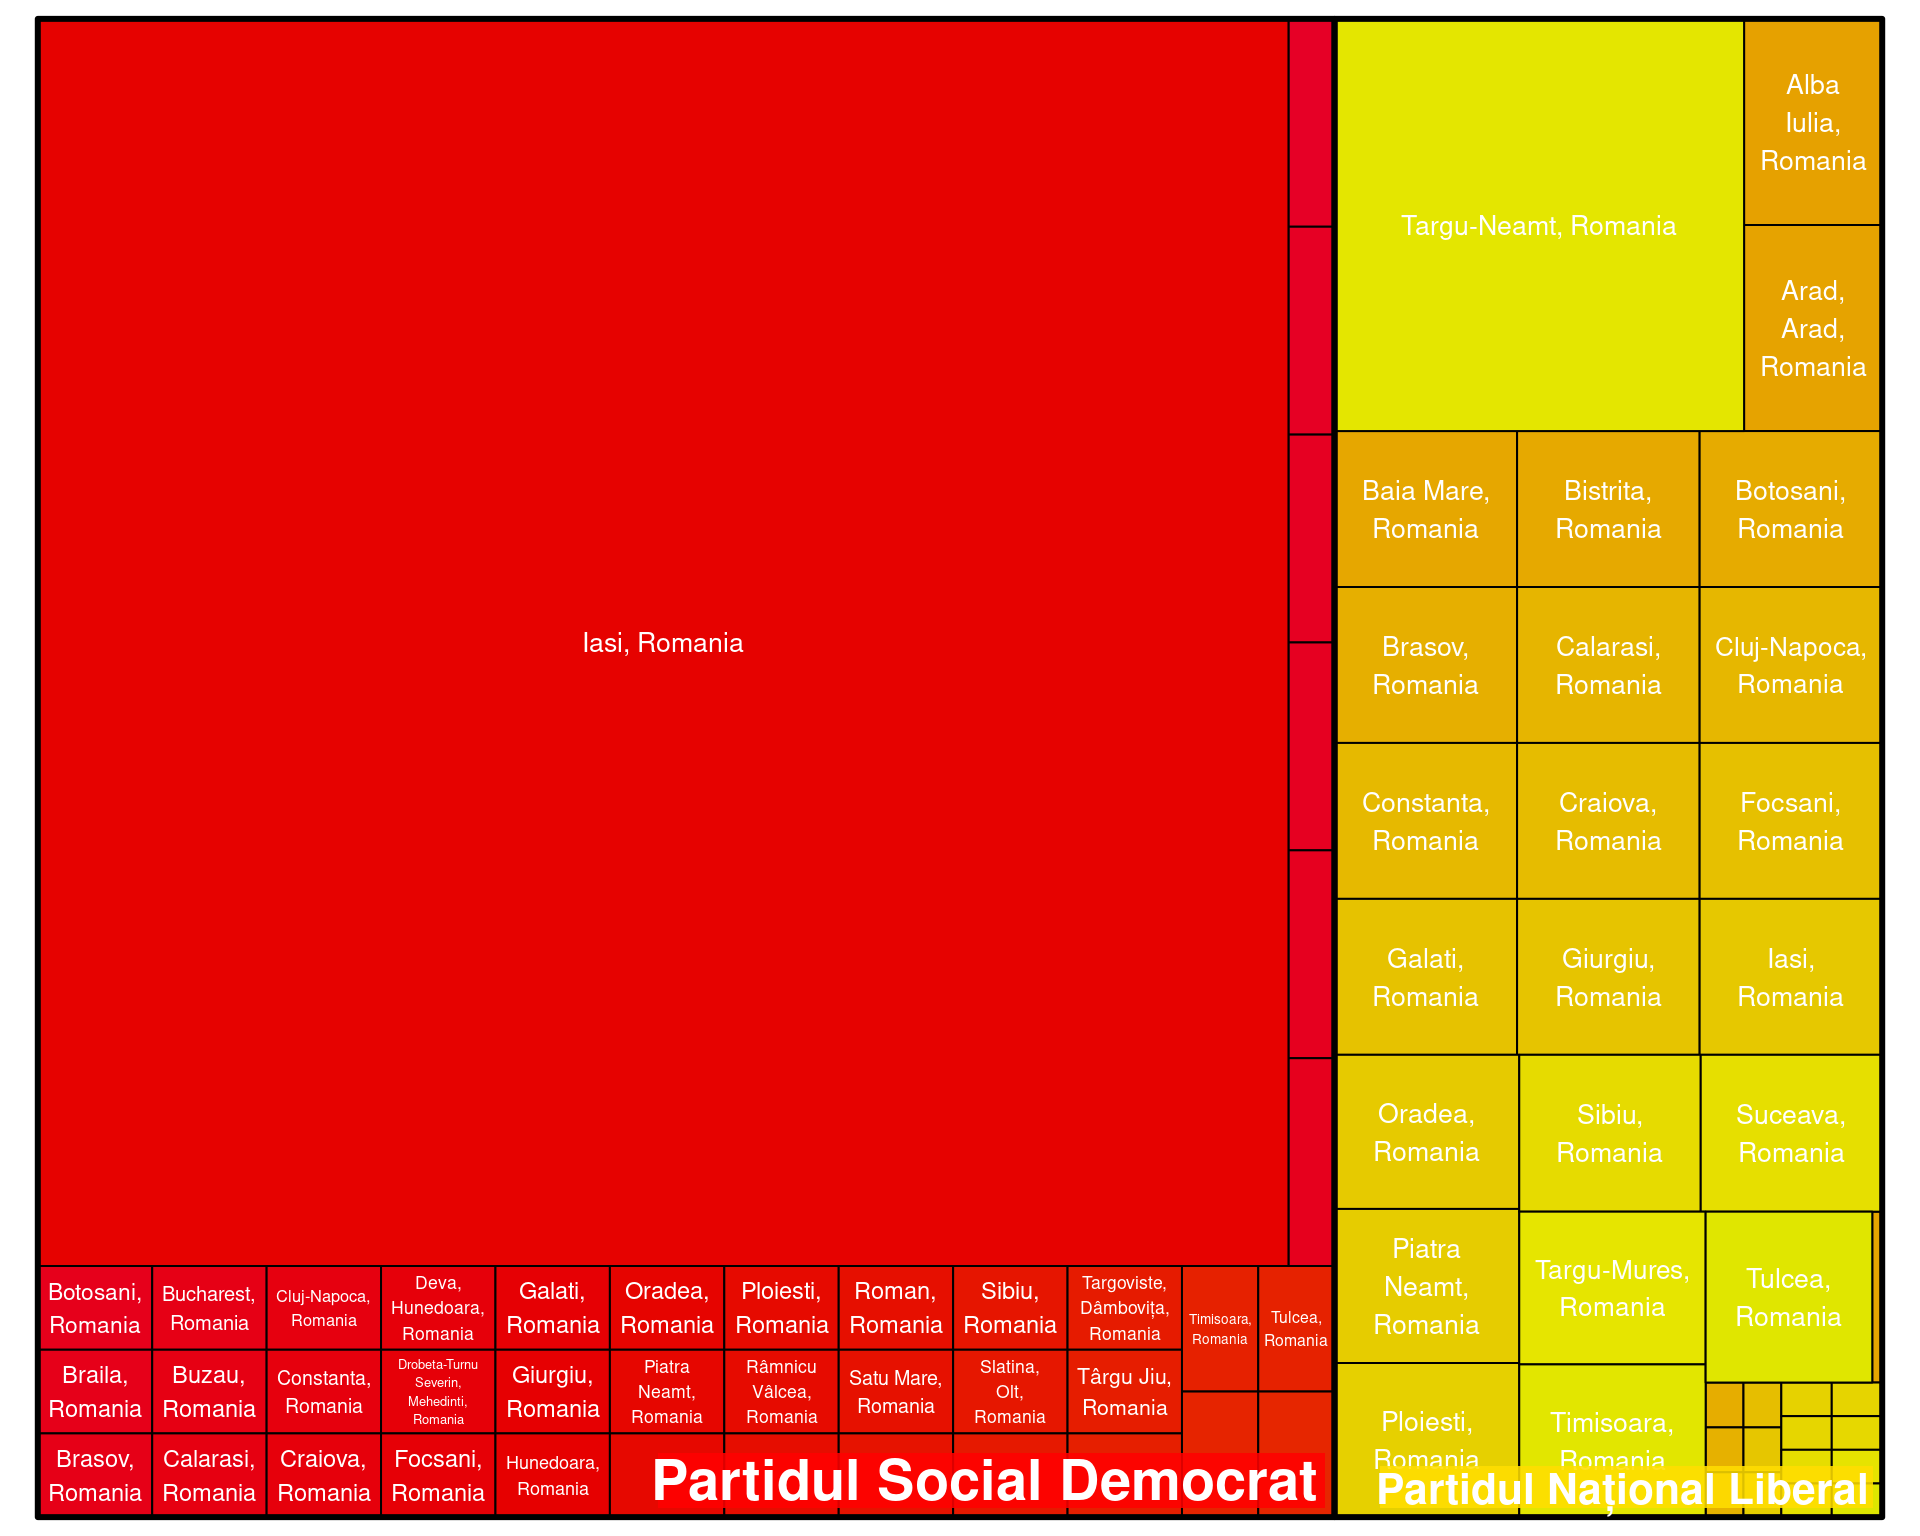 Iasi, Romania
Botosani,
Romania
Bucharest,
Romania
Cluj-Napoca,
Romania
Deva,
Hunedoara,
Romania
Galati,
Romania
Oradea,
Romania
Ploiesti,
Romania
Roman,
Romania
Sibiu,
Romania
Targoviste,
Dâmbovița,
Romania
Timisoara,
Romania
Tulcea,
Romania
Braila,
Romania
Buzau,
Romania
Constanta,
Romania
Drobeta-Turnu
Severin,
Mehedinti,
Romania
Giurgiu,
Romania
Piatra
Neamt,
Romania
Râmnicu
Vâlcea,
Romania
Satu Mare,
Romania
Slatina,
Olt,
Romania
Târgu Jiu,
Romania
Brasov,
Romania
Calarasi,
Romania
Craiova,
Romania
Focsani,
Romania
Hunedoara,
Romania
Partidul Social Democrat
Targu-Neamt, Romania
Alba
Iulia,
Romania
Arad,
Arad,
Romania
Baia Mare,
Romania
Bistrita,
Romania
Botosani,
Romania
Brasov,
Romania
Calarasi,
Romania
Cluj-Napoca,
Romania
Constanta,
Romania
Craiova,
Romania
Focsani,
Romania
Galati,
Romania
Giurgiu,
Romania
Iasi,
Romania
Oradea,
Romania
Sibiu,
Romania
Suceava,
Romania
Piatra
Neamt,
Romania
Targu-Mures,
Romania
Tulcea,
Romania
Ploiesti,
Romania
Timisoara,
Romania
Partidul Național Liberal